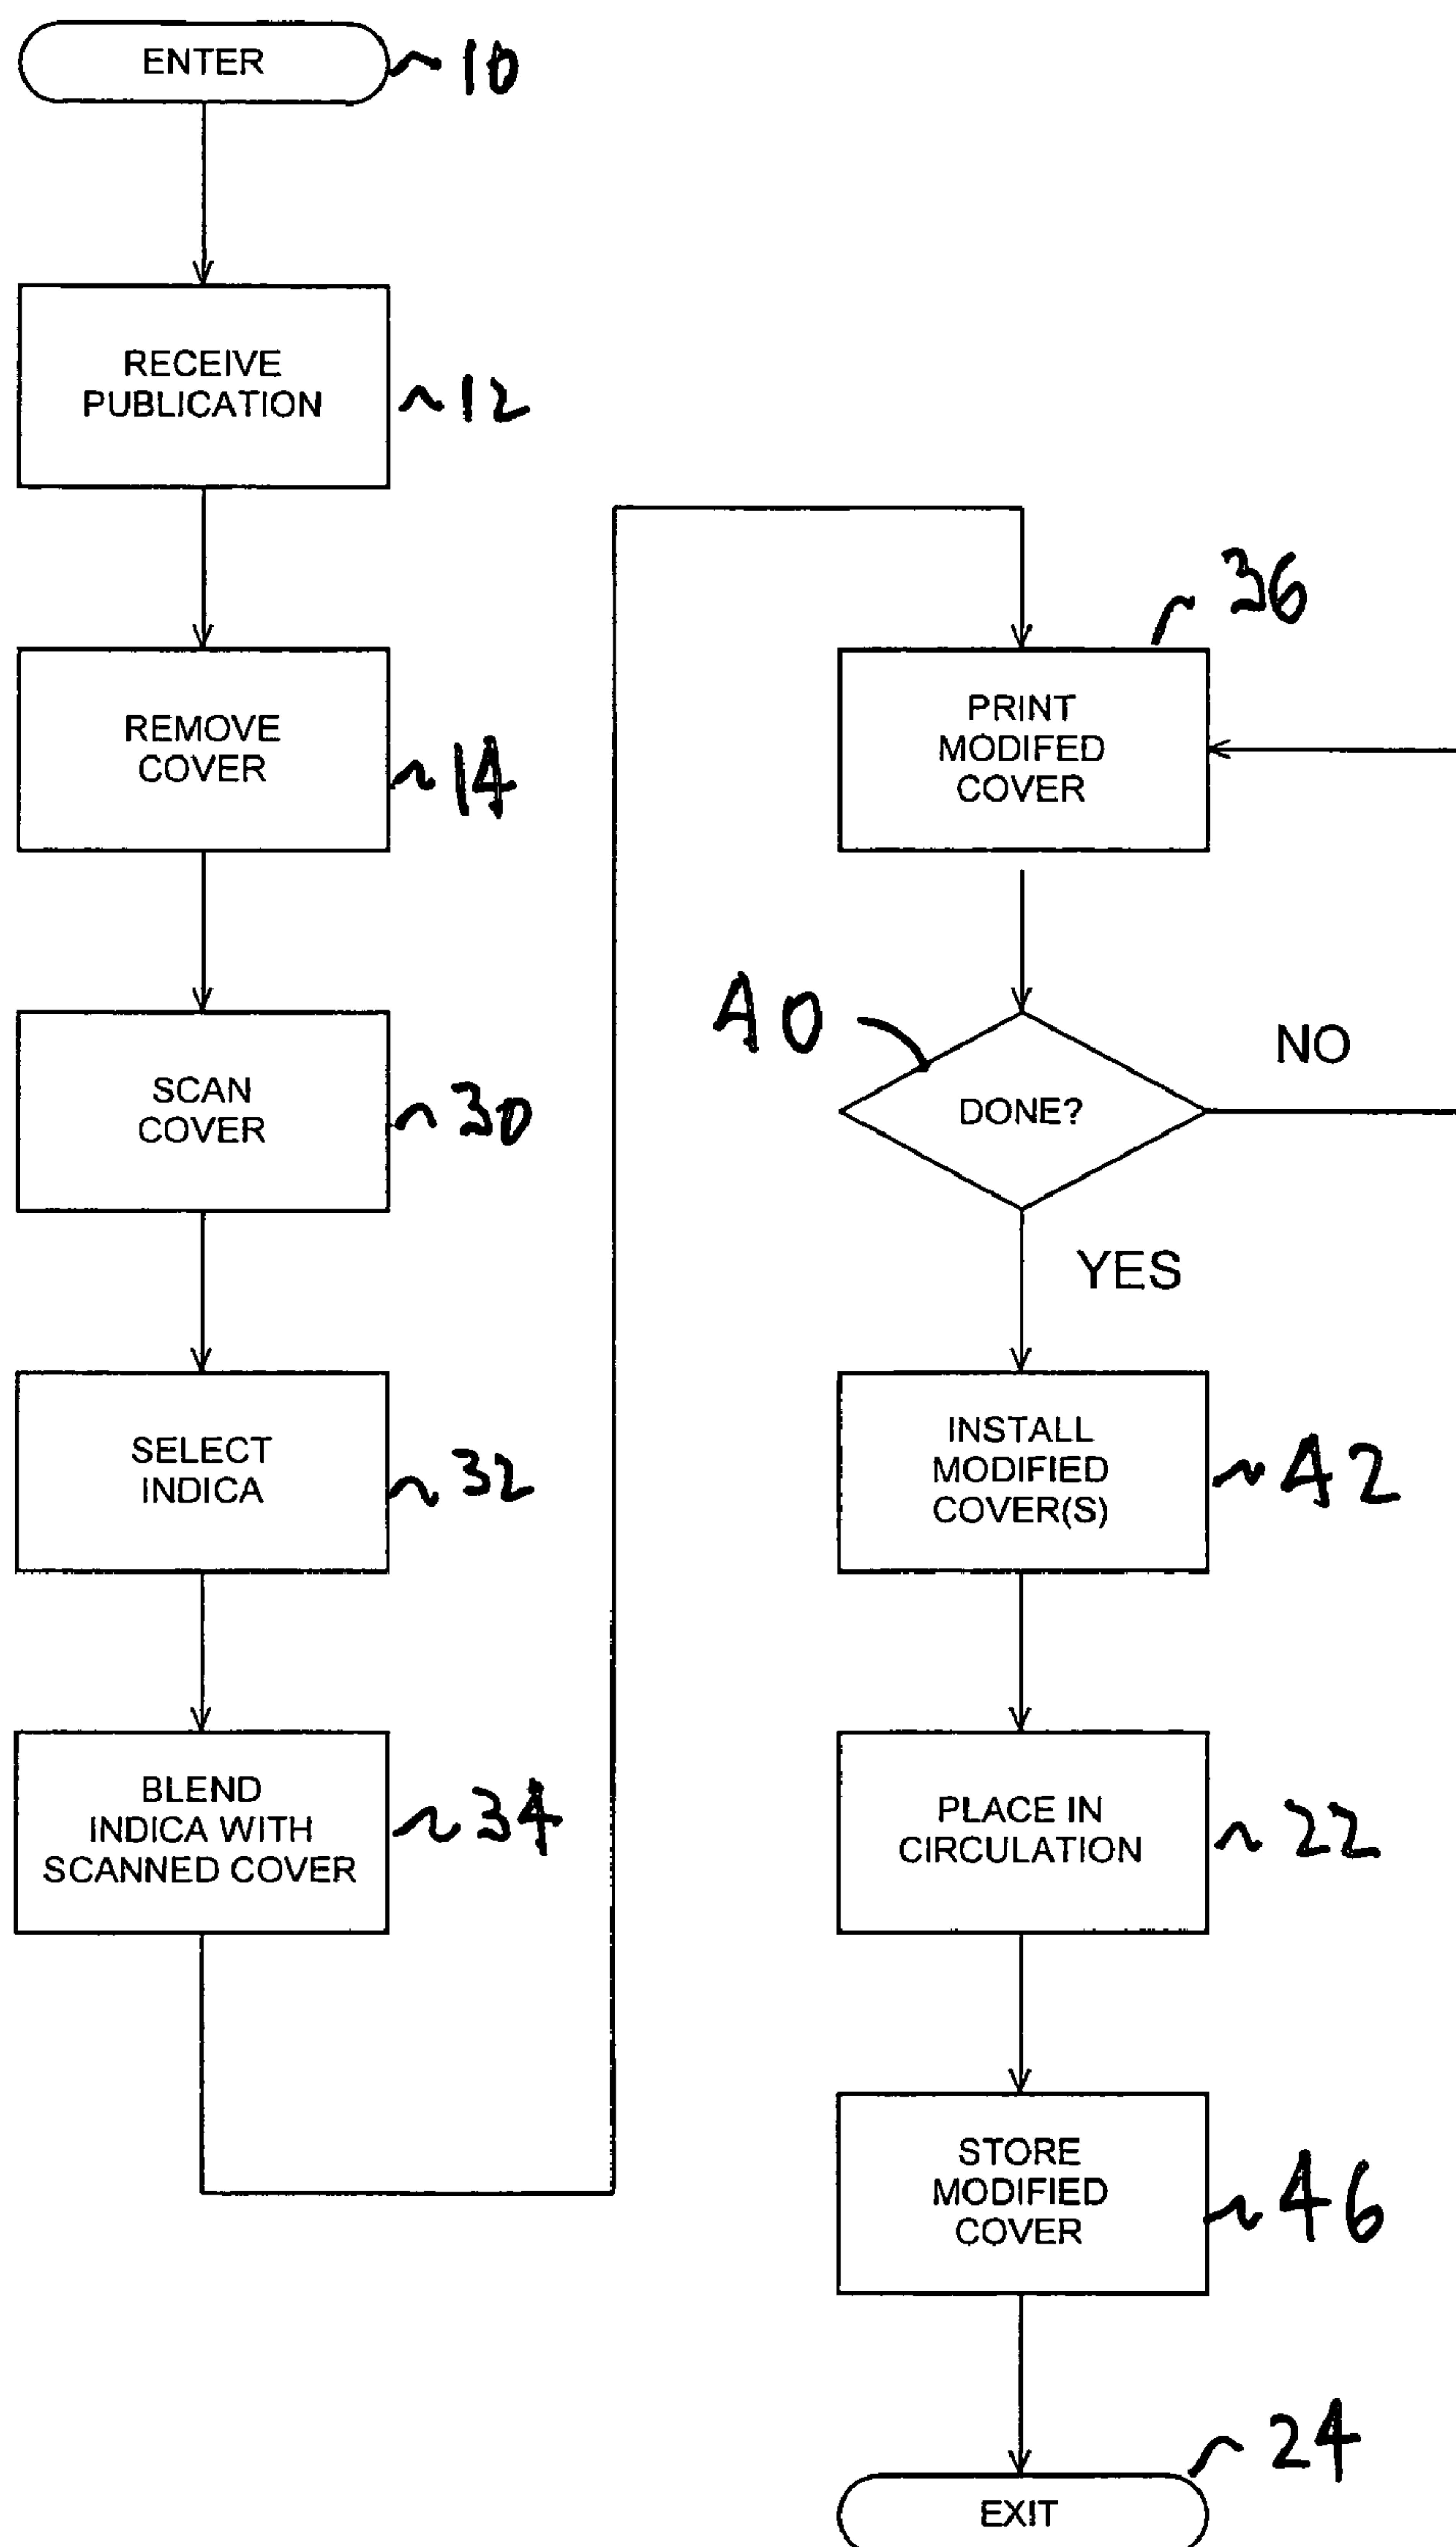 ENTER
10
RECEIVE
PUBLICATION
12
REMOVE
COVER
14
SCAN
COVER
30
SELECT
INDICA
32
BLEND
INDICA WITH
SCANNED COVER
34
36
PRINT
MODIFED
COVER
40
DONE?
NO
YES
INSTALL
MODIFIED
COVER(S)
42
PLACE IN
CIRCULATION
22
STORE
MODIFIED
COVER
46
24
EXIT